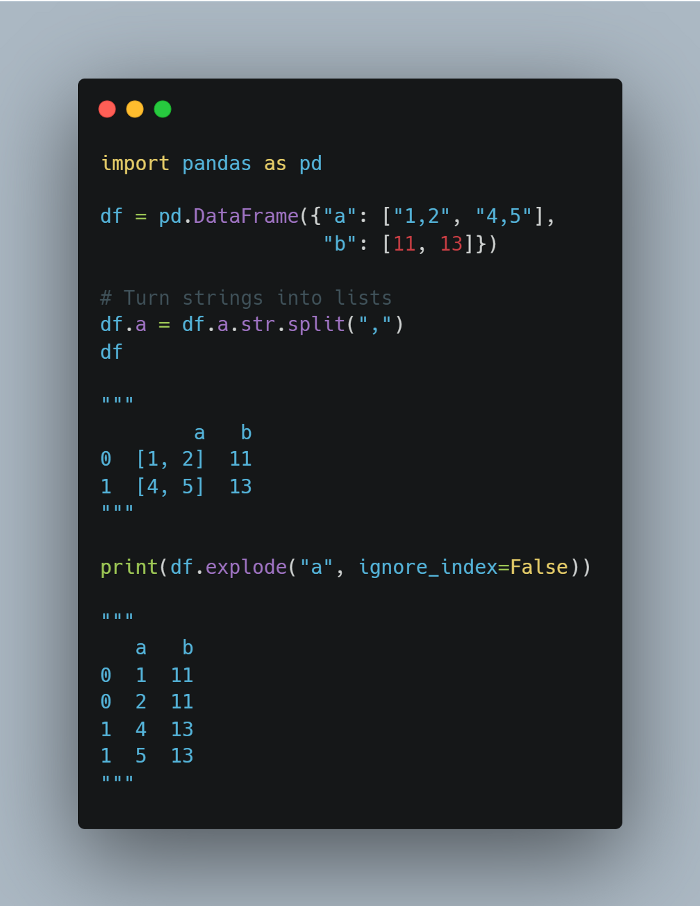 import pandas as pd

df = pd.DataFrame({"a": ["1,2", "4,5"],
                   "b": [11, 13]})

# Turn strings into lists
df.a = df.a.str.split(",")
df

"""
        a   b
0  [1, 2]  11
1  [4, 5]  13
"""

print(df.explode("a", ignore_index=False))

"""
   a   b
0  1  11
0  2  11
1  4  13
1  5  13
"""